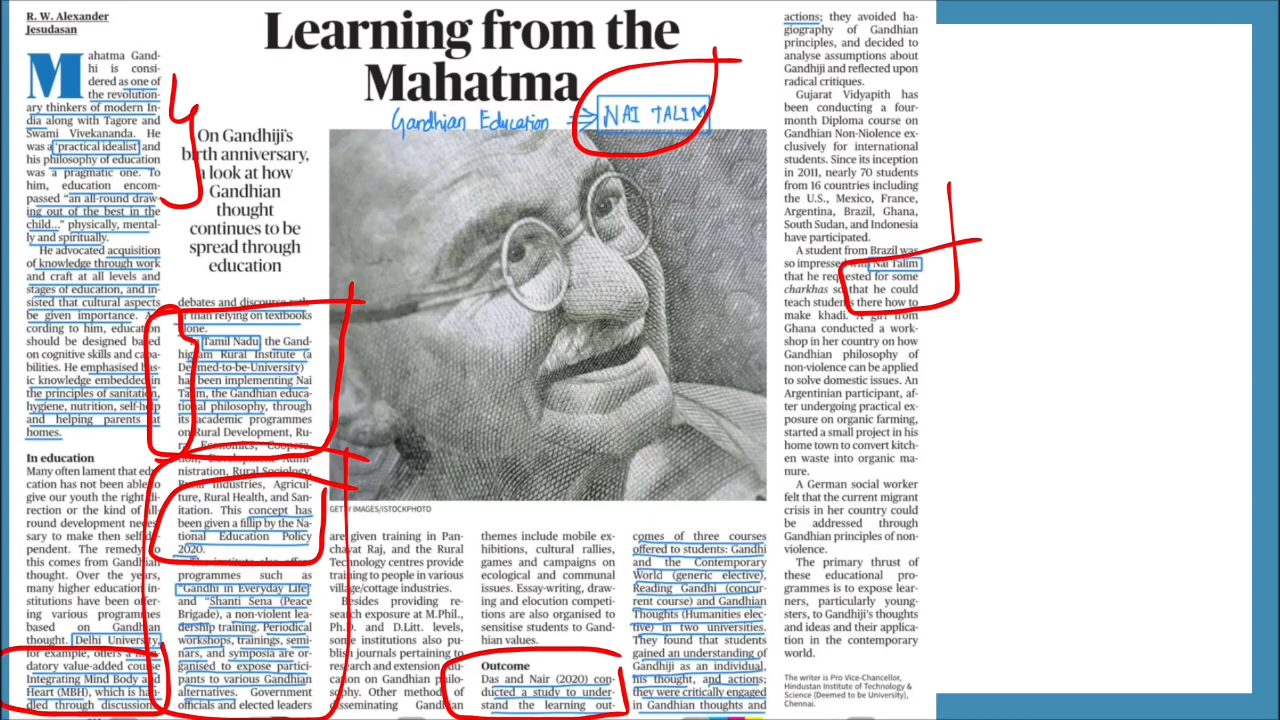 R. W. Alexander
Jesudasan
Learning from the
Mahatma
Gandhian Education
NAI TALIM
Mahatma Gand-
hi is consi-
dered as one of
the revolution-
ary thinkers of modern In-
dia along with Tagore and
Swami Vivekananda. He
was a 'practical idealist' and
his philosophy of education
was a pragmatic one. To
him, education encom-
passed "an all-round draw-
ing out of the best in the
child..." physically, mental-
ly and spiritually.
He advocated acquisition
of knowledge through work
and craft at all levels and
stages of education, and in-
sisted that cultural aspects
be given importance. Ac-
cording to him, education
should be designed based
on cognitive skills and capa-
bilities. He emphasised bas-
ic knowledge embedded in
the principles of sanitation,
hygiene, nutrition, self-help
and helping parents at
homes.
In education
Many often lament that edu-
cation has not been able to
give our youth the right di-
rection or the kind of all-
round development neces-
sary to make then self-de-
pendent. The remedy to
this comes from Gandhian
thought. Over the years,
many higher education in-
stitutions have been offer-
ing various programmes
based on Gandhian
thought. Delhi University,
for example, offers a man-
datory value-added course
Integrating Mind Body and
Heart (MBH), which is han-
dled through discussions,
On Gandhiji's
birth anniversary,
a look at how
Gandhian
thought
continues to be
spread through
education
debates and discourse rath-
er than relying on textbooks
alone.
In Tamil Nadu, the Gand-
higram Rural Institute (a
Deemed-to-be-University)
has been implementing Nai
Talim, the Gandhian educa-
tional philosophy, through
its academic programmes
on Rural Development, Ru-
ral Economics, Coopera-
tion, Development Admi-
nistration, Rural Sociology,
Rural Industries, Agricul-
ture, Rural Health, and San-
itation. This concept has
been given a fillip by the Na-
tional Education Policy
2020.
The institute also offers
programmes such as
"Gandhi in Everyday Life"
and "Shanti Sena (Peace
Brigade), a non-violent lea-
dership training. Periodical
workshops, trainings, semi-
nars, and symposia are or-
ganised to expose partici-
pants to various Gandhian
alternatives. Government
officials and elected leaders
GETTY IMAGES/ISTOCKPHOTO
are given training in Pan-
chayat Raj, and the Rural
Technology centres provide
training to people in various
village/cottage industries.
Besides providing re-
search exposure at M.Phil.,
Ph.D. and D.Litt. levels,
some institutions also pu-
blish journals pertaining to
research and extension edu-
cation on Gandhian philo-
sophy. Other methods of
disseminating Gandhian
themes include mobile ex-
hibitions, cultural rallies,
games and campaigns on
ecological and communal
issues. Essay-writing, draw-
ing and elocution competi-
tions are also organised to
sensitise students to Gand-
hian values.
Outcome
Das and Nair (2020) con-
ducted a study to under-
stand the learning out-
comes of three courses
offered to students: Gandhi
and the Contemporary
World (generic elective),
Reading Gandhi (concur-
rent course) and Gandhian
Thoughts (Humanities elec-
tive) in two universities.
They found that students
gained an understanding of
Gandhiji as an individual,
his thought, and actions;
they were critically engaged
in Gandhian thoughts and
actions; they avoided ha-
giography of Gandhian
principles, and decided to
analyse assumptions about
Gandhiji and reflected upon
radical critiques.
Gujarat Vidyapith has
been conducting a four-
month Diploma course on
Gandhian Non-Niolence ex-
clusively for international
students. Since its inception
in 2011, nearly 70 students
from 16 countries including
the U.S., Mexico, France,
Argentina, Brazil, Ghana,
South Sudan, and Indonesia
have participated.
A student from Brazil was
so impressed with Nai Talim
that he requested for some
charkhas so that he could
teach students there how to
make khadi. A girl from
Ghana conducted a work-
shop in her country on how
Gandhian philosophy of
non-violence can be applied
to solve domestic issues. An
Argentinian participant, af-
ter undergoing practical ex-
posure on organic farming,
started a small project in his
home town to convert kitch-
en waste into organic ma-
nure.
A German social worker
felt that the current migrant
crisis in her country could
be addressed through
Gandhian principles of non-
violence.
The primary thrust of
these educational pro-
grammes is to expose lear-
ners, particularly young-
sters, to Gandhiji's thoughts
and ideas and their applica-
tion in the contemporary
world.
The writer is Pro Vice-Chancellor,
Hindustan Institute of Technology &
Science (Deemed to be University),
Chennai.